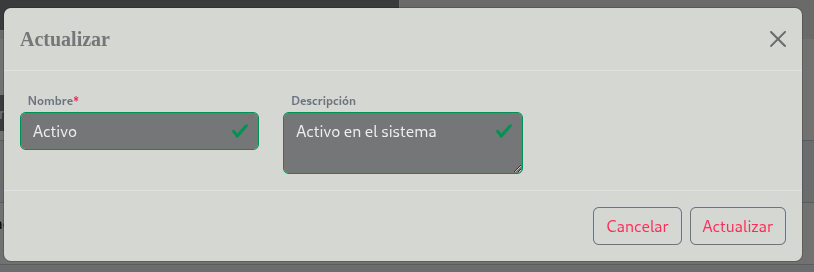 Actualizar
Nombre*
Descripción
Activo
Activo en el sistema
Cancelar
Actualizar